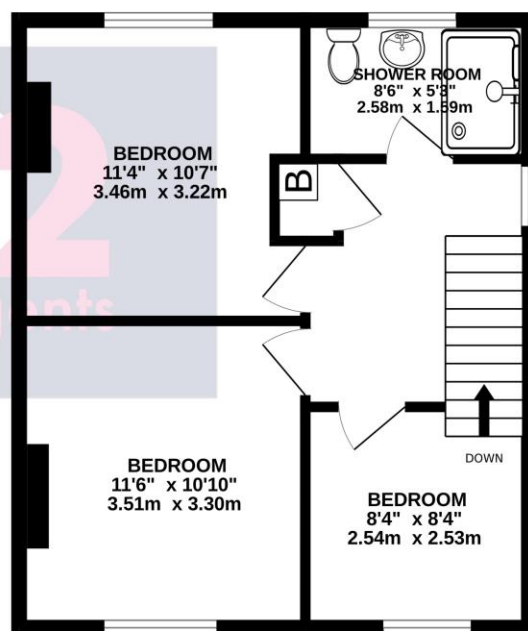 SHOWER ROOM
8'6" x 5'3"
2.58m x 1.59m
BEDROOM
11'4" x 10'7"
3.46m x 3.22m
B
2
gents
BEDROOM
11'6" x 10'10"
3.51m x 3.30m
DOWN
BEDROOM
8'4" x 8'4"
2.54m x 2.53m